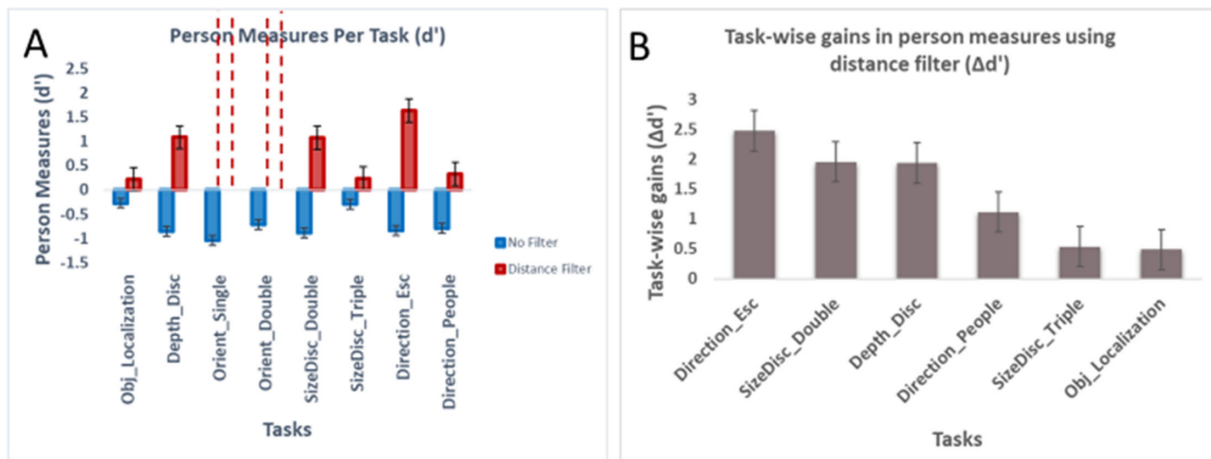 A
Person Measures Per Task (d')
Person Measures (d')
2.5
2
1.5
1
0.5
0
-0.5
-1
-1.5
No Filter
Distance Filter
Obj_Localization
Depth_Disc
Orient_Single
Orient_Double
SizeDisc_Double
SizeDisc_Triple
Direction_Esc
Direction_People
Tasks
B
Task-wise gains in person measures using
distance filter (Δd')
Task-wise gains (Δd')
3
2.5
2
1.5
1
0.5
0
Direction_Esc
SizeDisc_Double
Depth_Disc
Direction_People
SizeDisc_Triple
Obj_Localization
Tasks